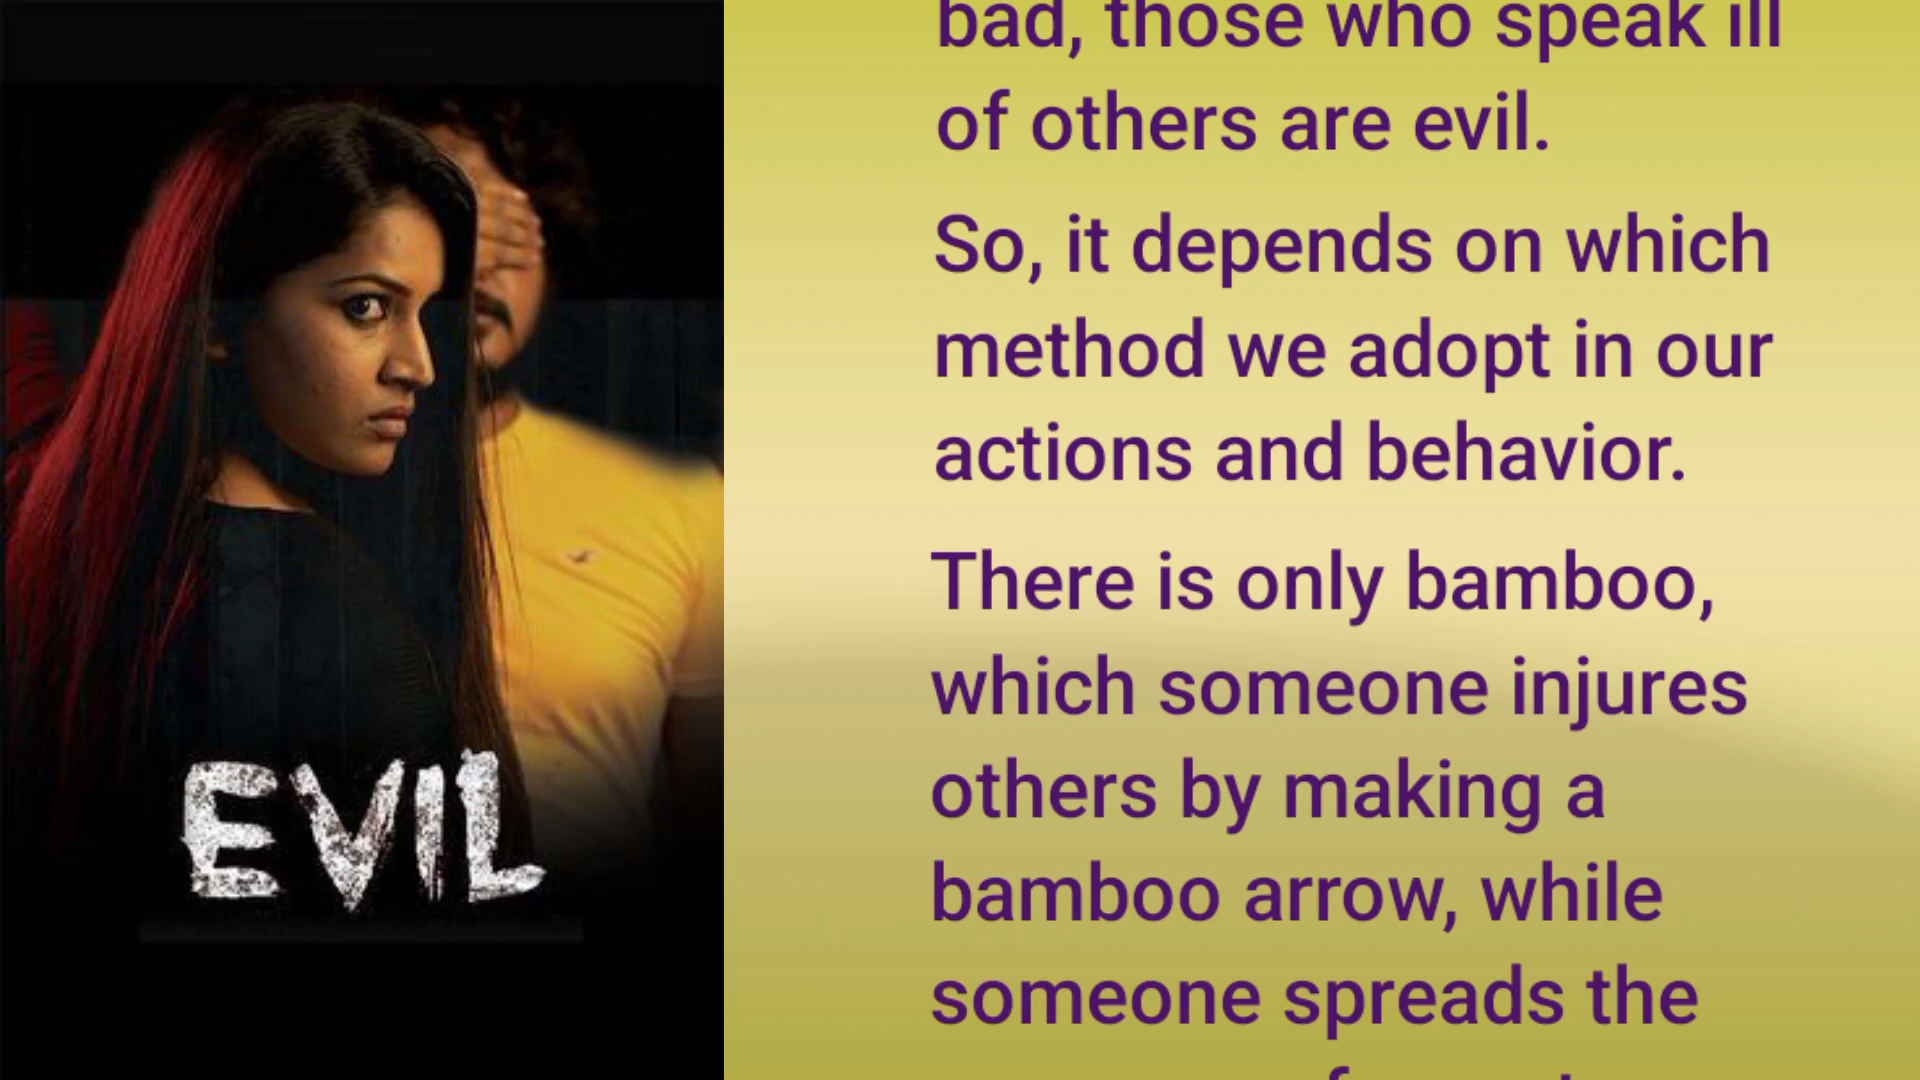 EVIL
bad, those who speak ill
of others are evil.
So, it depends on which
method we adopt in our
actions and behavior.
There is only bamboo,
which someone injures
others by making a
bamboo arrow, while
someone spreads the